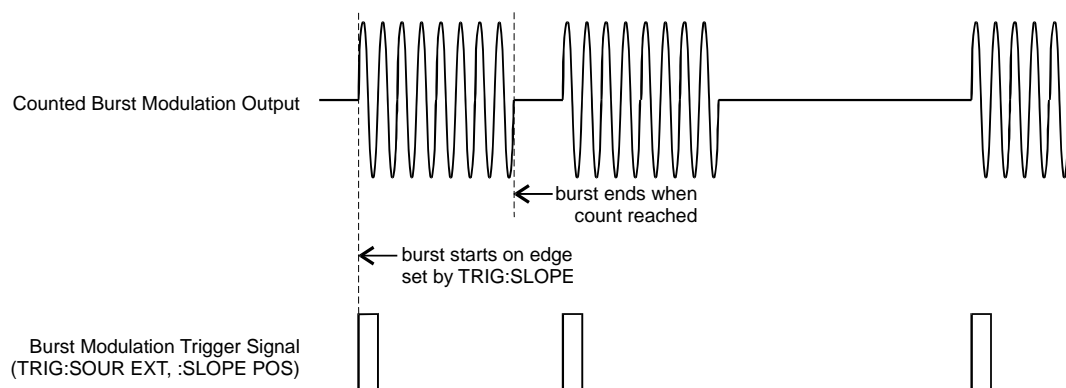 Counted Burst Modulation Output
burst ends when
count reached
burst starts on edge
set by TRIG:SLOPE
Burst Modulation Trigger Signal
(TRIG:SOUR EXT, :SLOPE POS)